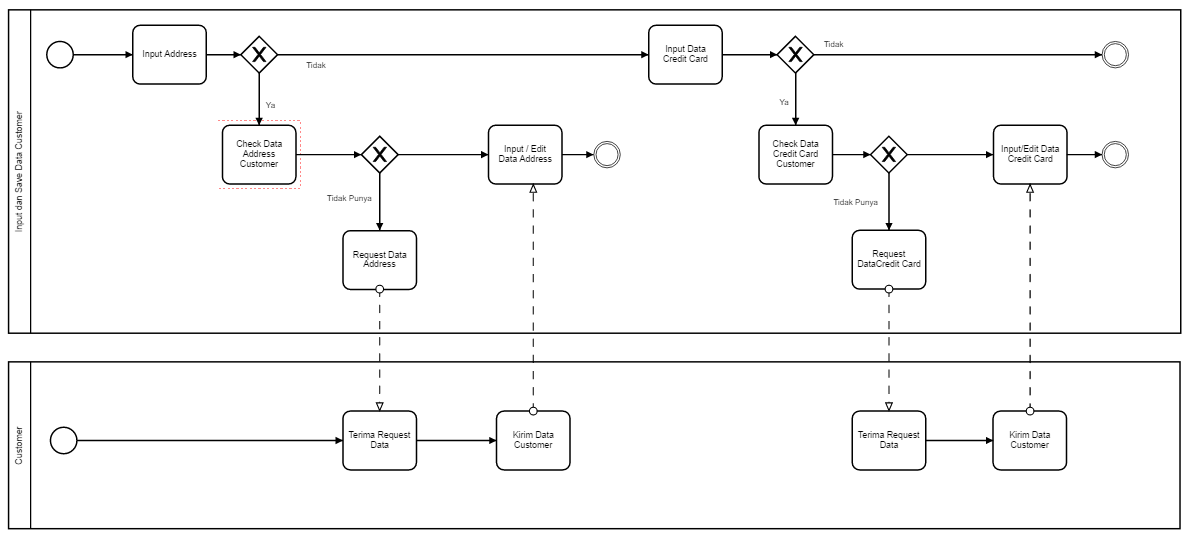 Input dan Save Data Customer
Input Address
Tidak
Ya
Input Data
Credit Card
Tidak
Ya
Check Data
Address
Customer
Input / Edit
Data Address
Check Data
Credit Card
Customer
Input/Edit Data
Credit Card
Tidak Punya
Tidak Punya
Request Data
Address
Request
DataCredit Card
Customer
Terima Request
Data
Kirim Data
Customer
Terima Request
Data
Kirim Data
Customer